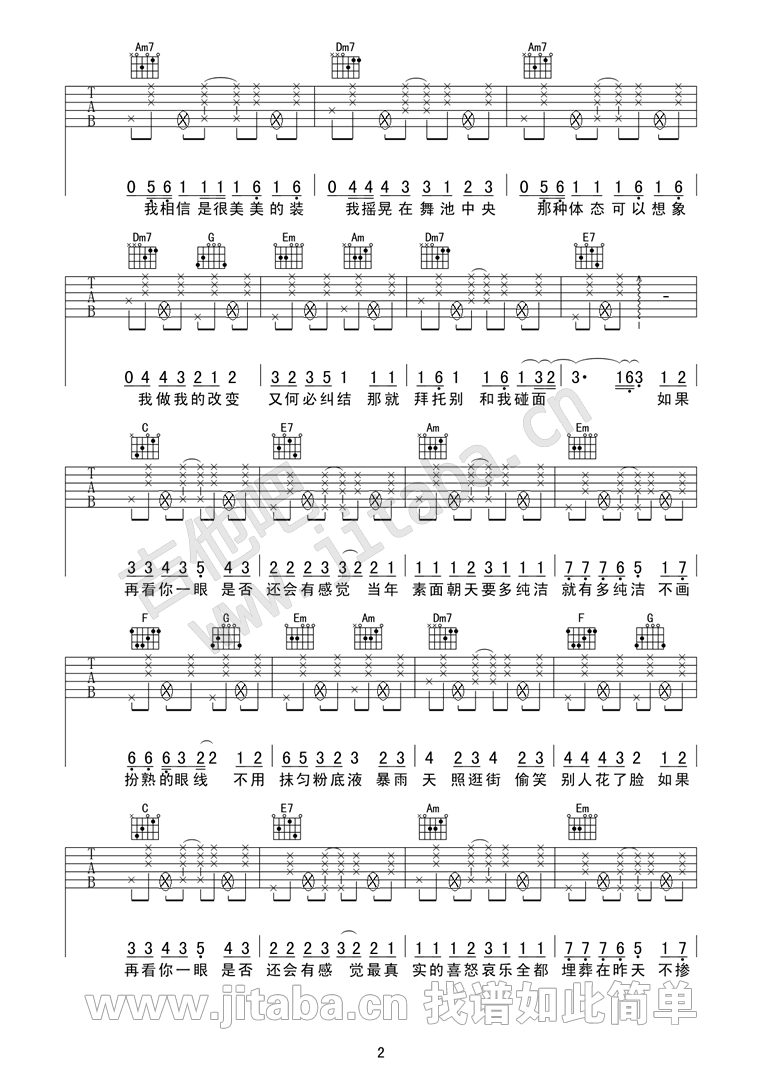 Am7 Dm7 Am7
T
A
B
0 5 6 1 1 1 1 6 1 6 0 4 4 4 3 3 1 2 3 0 5 6 1 1 1 6 1 6
我相信是很美美的装 我摇晃在舞池中央 那种体态可以想象
Dm7 G Em Am Dm7 E7
T
A
B
0 4 4 3 2 1 2 0 4 3 2 1 1 1 1 6 1 1 6 1 3 2 3· 1 6 3 1 2
我做我的改变 又何必纠结 那就 拜托别 和我碰面 如果
C E7 Am Em
T
A
B
3 3 4 3 5 4 3 2 2 2 3 3 2 2 1 2 2 2 3 1 1 1 7 7 7 6 5 1 7
再看你一眼 是否 还会有感觉 当年 素面朝天要多纯洁 就有多纯洁 不画
F G Em Am Dm7 F G
T
A
B
6 6 6 3 2 2 1 2 6 5 3 2 3 2 3 4 2 3 4 5 2 3 4 3 2 1 2
扮熟的眼线 不用 抹匀粉底液 暴雨 天 照逛街 偷笑 别人花了脸 如果
C E7 Am Em
T
A
B
3 3 4 3 5 4 3 2 2 2 3 3 2 2 1 2 2 2 3 1 1 1 7 7 7 6 5 1 7
再看你一眼 是否 还会有感 觉最真 实的喜怒哀乐全都 埋葬在昨天 不掺
吉他吧
www.jitaba.cn
www.jitaba.cn 找谱如此简单
2